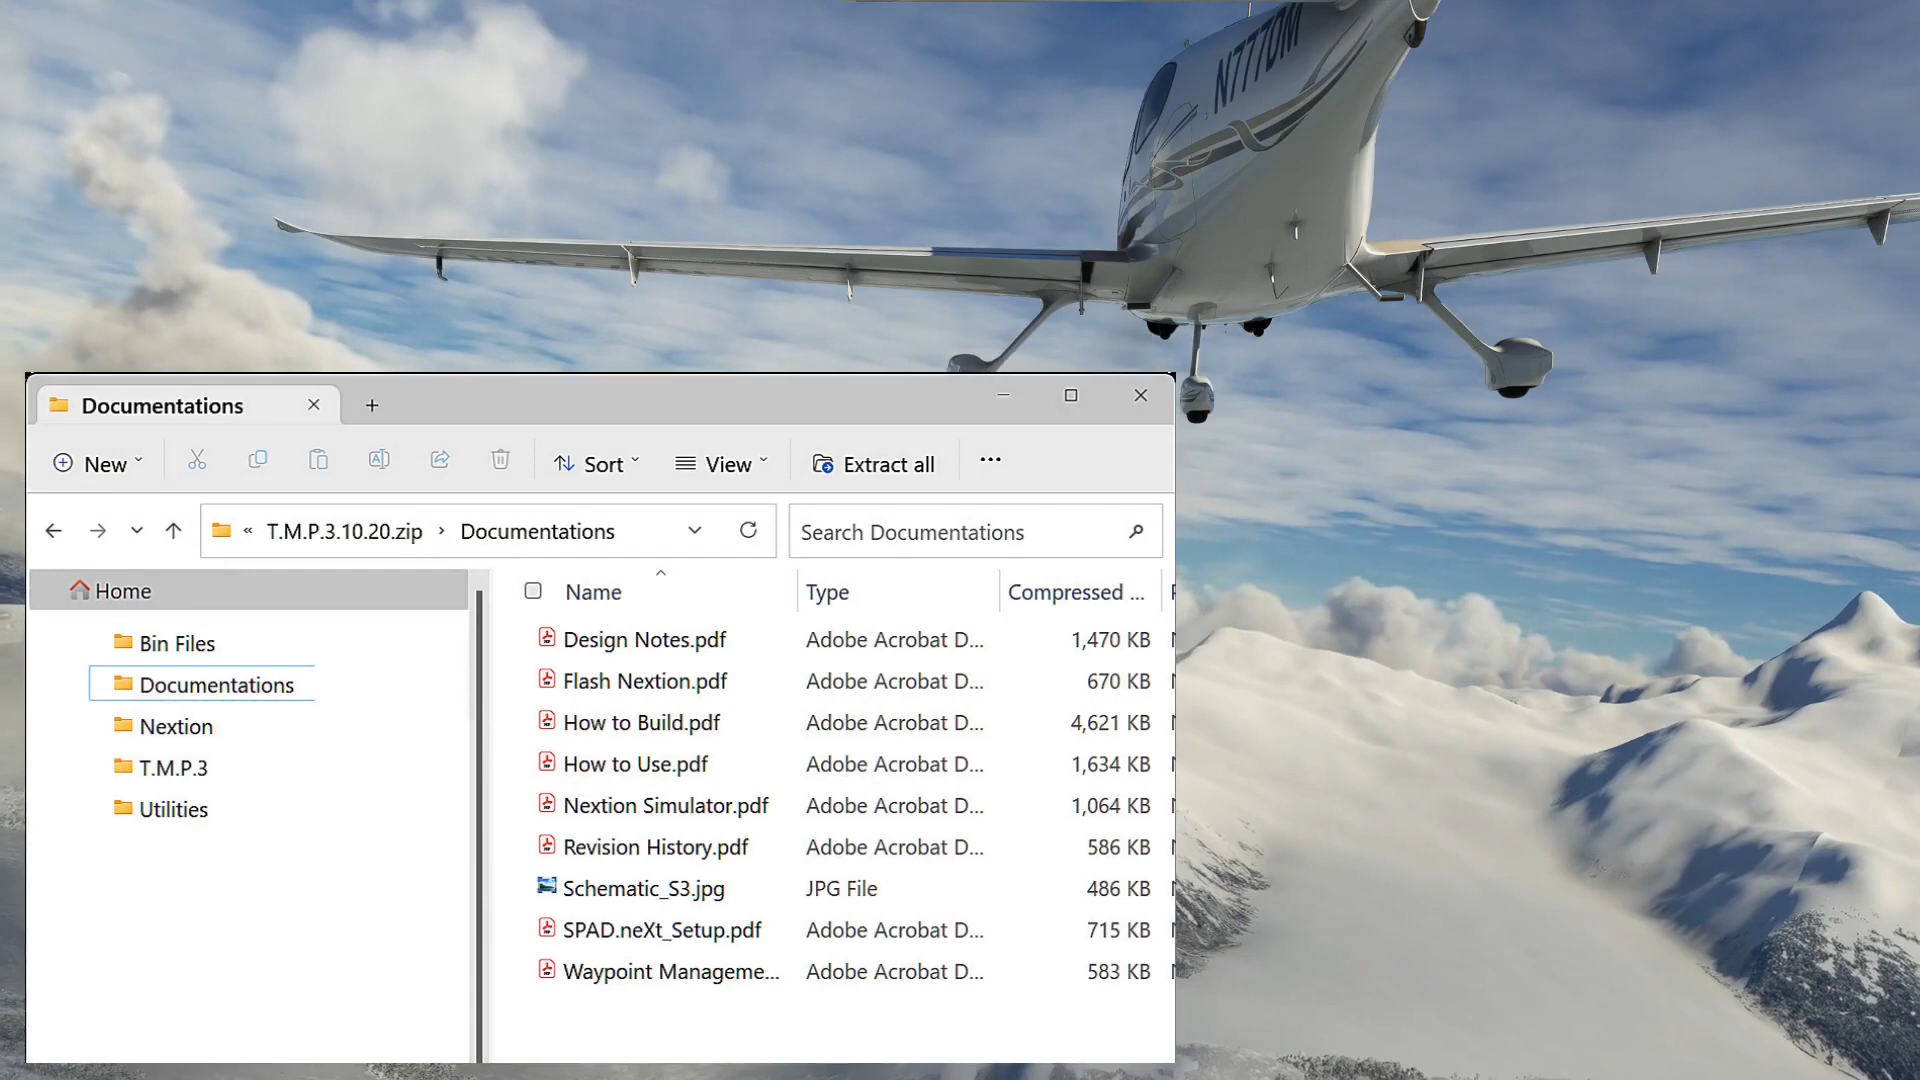 N777DM
Documentations
New
Sort
View
Extract all
« T.M.P.3.10.20.zip › Documentations
Search Documentations
Home
Bin Files
Documentations
Nextion
T.M.P.3
Utilities
Name Type Compressed ...
Design Notes.pdf Adobe Acrobat D... 1,470 KB
Flash Nextion.pdf Adobe Acrobat D... 670 KB
How to Build.pdf Adobe Acrobat D... 4,621 KB
How to Use.pdf Adobe Acrobat D... 1,634 KB
Nextion Simulator.pdf Adobe Acrobat D... 1,064 KB
Revision History.pdf Adobe Acrobat D... 586 KB
Schematic_S3.jpg JPG File 486 KB
SPAD.neXt_Setup.pdf Adobe Acrobat D... 715 KB
Waypoint Manageme... Adobe Acrobat D... 583 KB